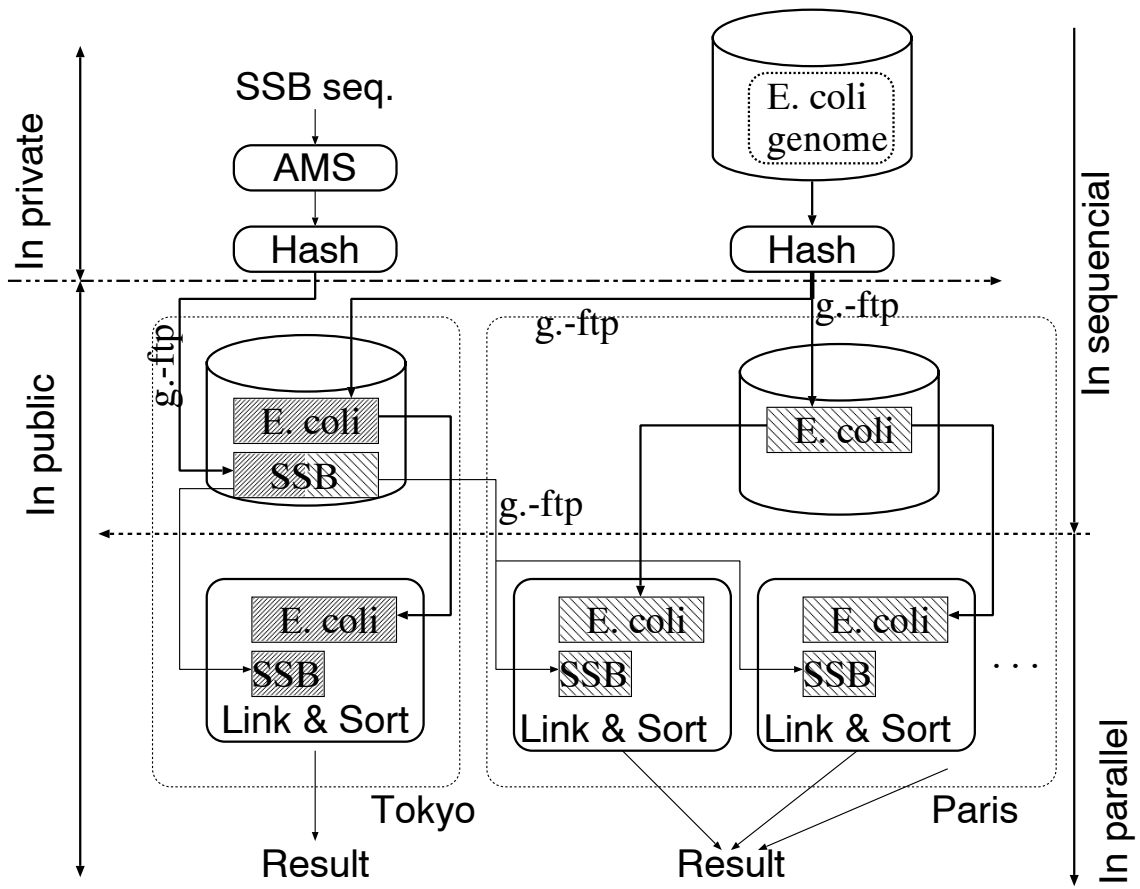 SSB seq.
E. coli
genome
AMS
Hash
Hash
In private
In sequencial
g.-ftp
g.-ftp
g.-ftp
E. coli
SSB
E. coli
In public
g.-ftp
E. coli
SSB
Link & Sort
E. coli
SSB
Link & Sort
E. coli
SSB
Link & Sort
. . .
Tokyo
Paris
In parallel
Result
Result